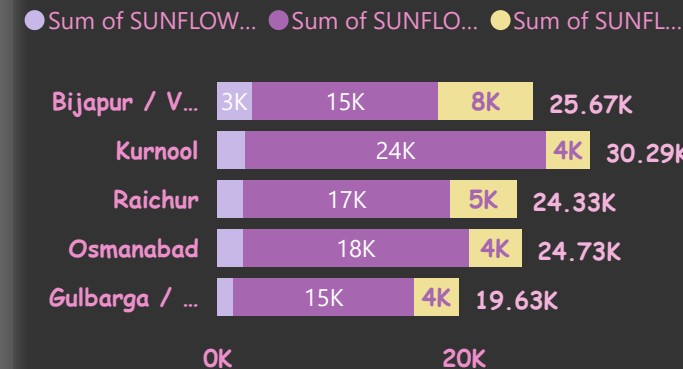 Sum of SUNFLOW... Sum of SUNFLO... Sum of SUNFL...
Bijapur / V... 3K 15K 8K 25.67K
Kurnool 24K 4K 30.29K
Raichur 17K 5K 24.33K
Osmanabad 18K 4K 24.73K
Gulbarga / ... 15K 4K 19.63K
0K 20K